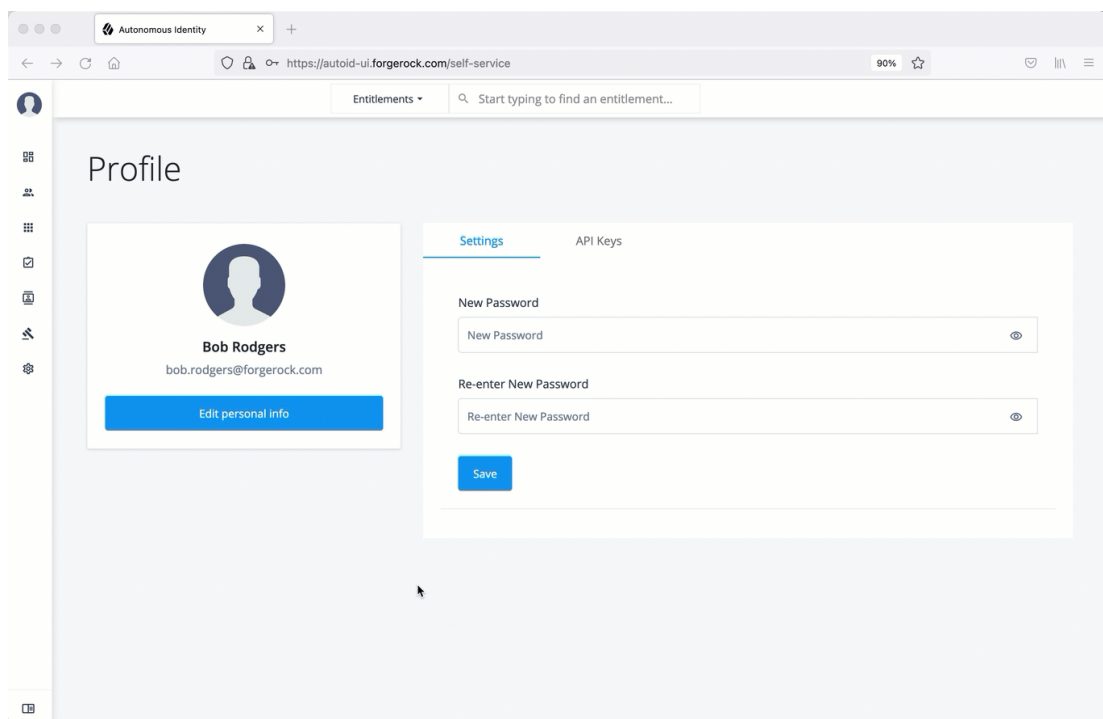 Autonomous Identity
https://autoid-ui.forgerock.com/self-service
90%
Entitlements
Start typing to find an entitlement...
Profile
Bob Rodgers
bob.rodgers@forgerock.com
Edit personal info
Settings API Keys
New Password
New Password
Re-enter New Password
Re-enter New Password
Save